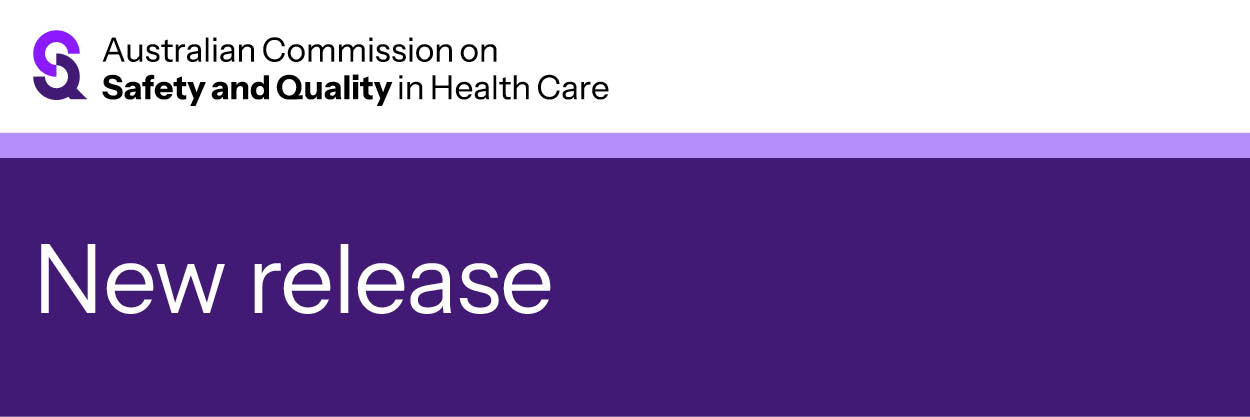 Australian Commission on
Safety and Quality in Health Care
New release